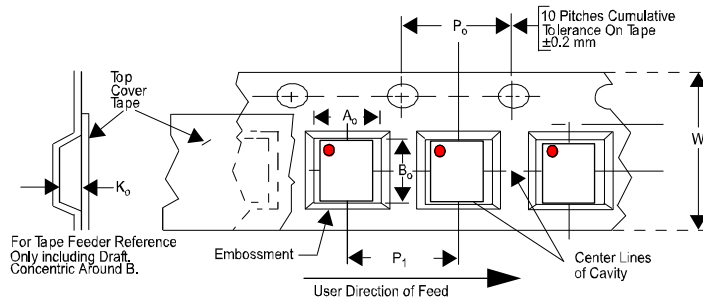 10 Pitches Cumulative
Tolerance On Tape
±0.2 mm
Po
Top
Cover
Tape
Ao
W
Bo
Ko
For Tape Feeder Reference
Only including Draft.
Concentric Around B.
Embossment
P1
Center Lines
of Cavity
User Direction of Feed